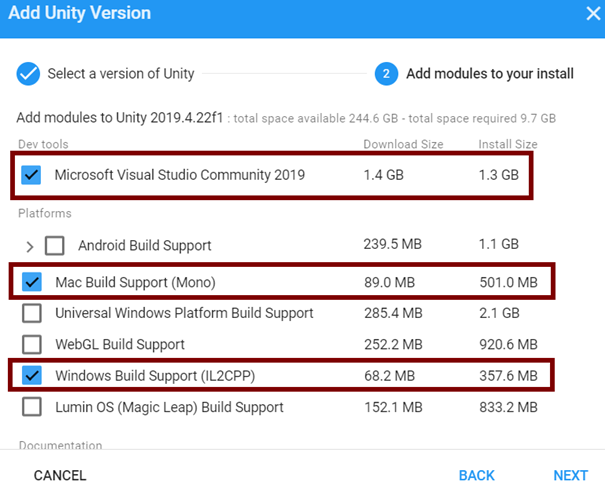 Add Unity Version
Select a version of Unity 2 Add modules to your install
Add modules to Unity 2019.4.22f1 : total space available 244.6 GB - total space required 9.7 GB
Dev tools Download Size Install Size
Microsoft Visual Studio Community 2019 1.4 GB 1.3 GB
Platforms
Android Build Support 239.5 MB 1.1 GB
Mac Build Support (Mono) 89.0 MB 501.0 MB
Universal Windows Platform Build Support 285.4 MB 2.1 GB
WebGL Build Support 252.2 MB 920.6 MB
Windows Build Support (IL2CPP) 68.2 MB 357.6 MB
Lumin OS (Magic Leap) Build Support 152.1 MB 833.2 MB
Documentation
CANCEL BACK NEXT